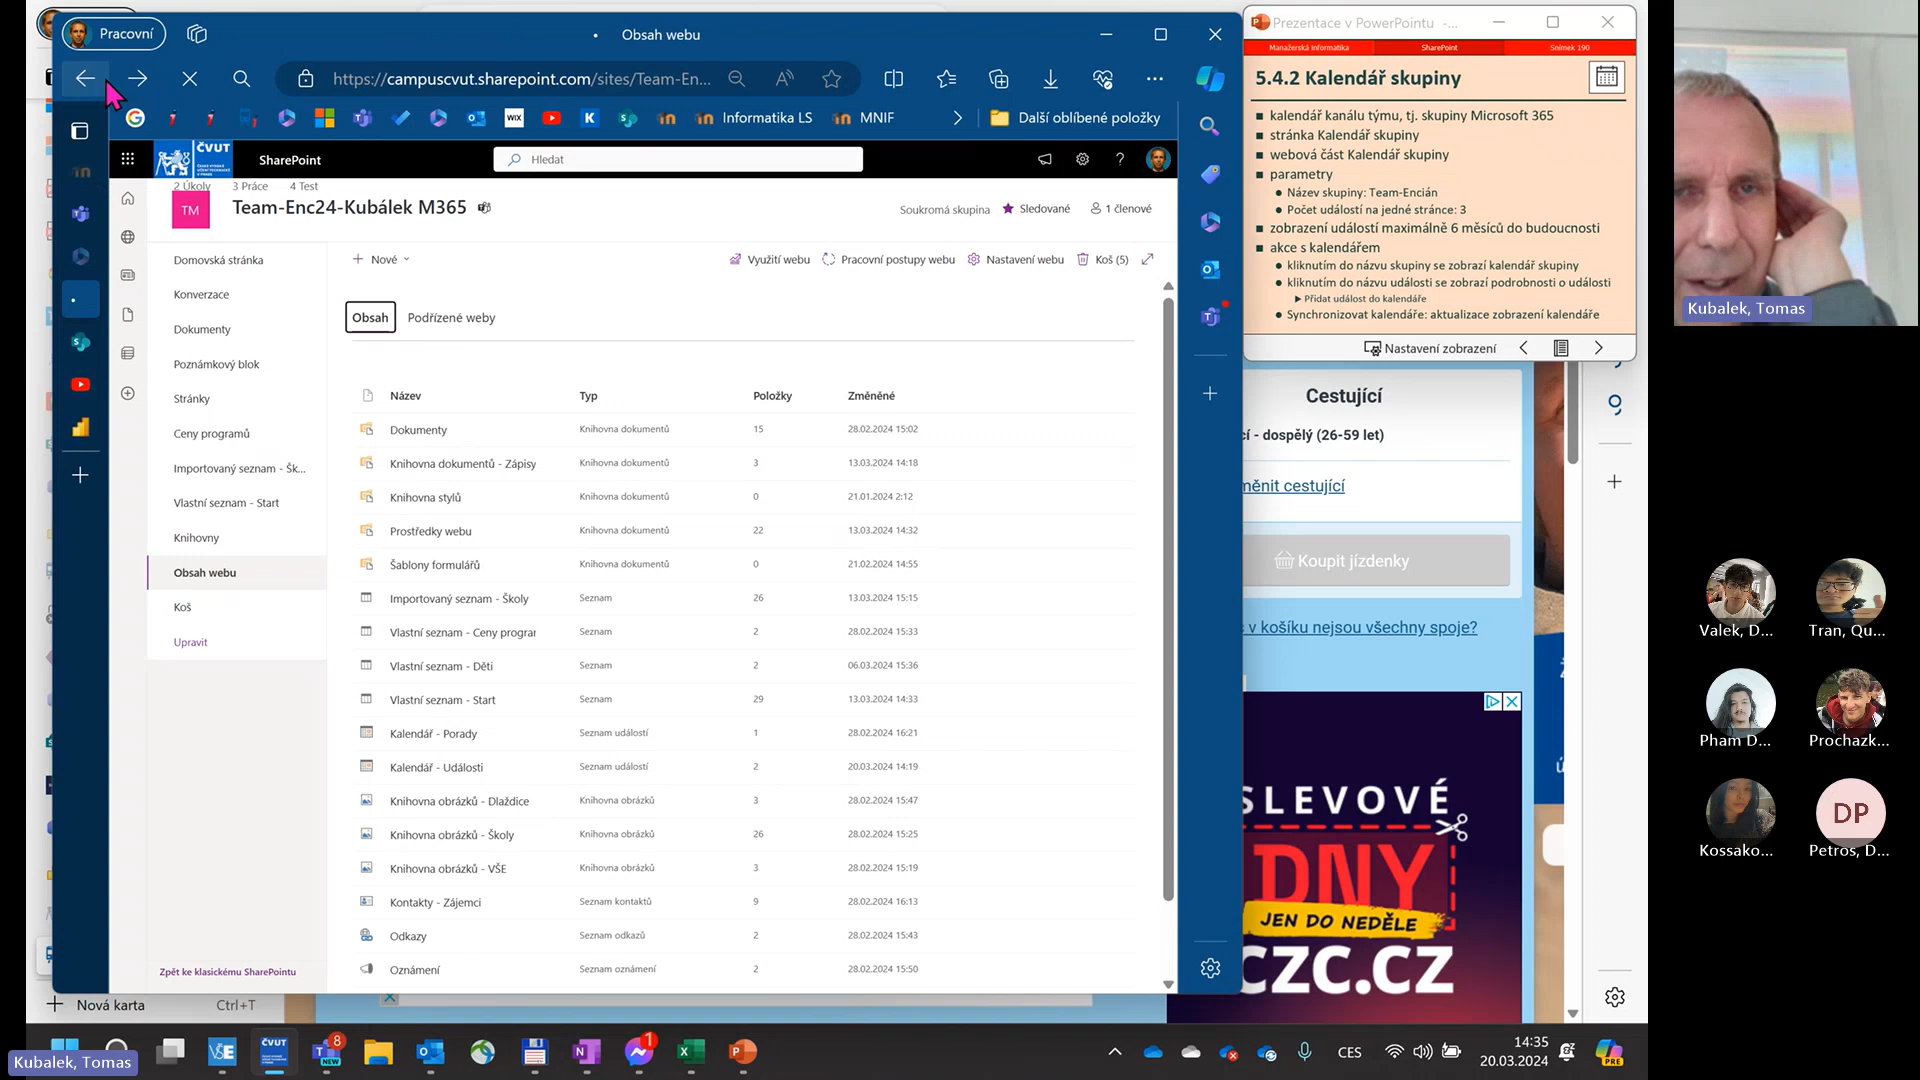 Pracovní
Obsah webu
https://campuscvut.sharepoint.com/sites/Team-En...
Informatika LS
MNIF
Další oblíbené položky
ČVUT
SharePoint
Hledat
2 Úkoly
3 Práce
4 Test
TM
Team-Enc24-Kubálek M365
Soukromá skupina
Sledované
1 členové
Domovská stránka
Konverzace
Dokumenty
Poznámkový blok
Stránky
Ceny programů
Importovaný seznam - Šk...
Vlastní seznam - Start
Knihovny
Obsah webu
Koš
Upravit
Zpět ke klasickému SharePointu
Nové
Využití webu
Pracovní postupy webu
Nastavení webu
Koš (5)
Obsah
Podřízené weby
Název Typ Položky Změněné
Dokumenty Knihovna dokumentů 15 28.02.2024 15:02
Knihovna dokumentů - Zápisy Knihovna dokumentů 3 13.03.2024 14:18
Knihovna stylů Knihovna dokumentů 0 21.01.2024 2:12
Prostředky webu Knihovna dokumentů 22 13.03.2024 14:32
Šablony formulářů Knihovna dokumentů 0 21.02.2024 14:55
Importovaný seznam - Školy Seznam 26 13.03.2024 15:15
Vlastní seznam - Ceny prograr Seznam 2 28.02.2024 15:33
Vlastní seznam - Děti Seznam 2 06.03.2024 15:36
Vlastní seznam - Start Seznam 29 13.03.2024 14:33
Kalendář - Porady Seznam událostí 1 28.02.2024 16:21
Kalendář - Události Seznam událostí 2 20.03.2024 14:19
Knihovna obrázků - Dlaždice Knihovna obrázků 3 28.02.2024 15:47
Knihovna obrázků - Školy Knihovna obrázků 26 28.02.2024 15:25
Knihovna obrázků - VŠE Knihovna obrázků 3 28.02.2024 15:19
Kontakty - Zájemci Seznam kontaktů 9 28.02.2024 16:13
Odkazy Seznam odkazů 2 28.02.2024 15:43
Oznámení Seznam oznámení 2 28.02.2024 15:50
Nová karta Ctrl+T
Prezentace v PowerPointu -...
Manažerská informatika
SharePoint
Snímek 190
5.4.2 Kalendář skupiny
kalendář kanálu týmu, tj. skupiny Microsoft 365
stránka Kalendář skupiny
webová část Kalendář skupiny
parametry
Název skupiny: Team-Encián
Počet událostí na jedné stránce: 3
zobrazení událostí maximálně 6 měsíců do budoucnosti
akce s kalendářem
kliknutím do názvu skupiny se zobrazí kalendář skupiny
kliknutím do názvu události se zobrazí podrobnosti o události
Přidat událost do kalendáře
Synchronizovat kalendáře: aktualizace zobrazení kalendáře
Nastavení zobrazení
Cestující
cí - dospělý (26-59 let)
měnit cestující
Koupit jízdenky
v košíku nejsou všechny spoje?
SLEVOVÉ
DNY
JEN DO NEDĚLE
CZC.CZ
Kubalek, Tomas
Valek, D...
Tran, Qu...
Pham D...
Prochazk...
Kossako...
DP
Petros, D...
Kubalek, Tomas
VŠE
ČVUT
8
NEW
1
CES
14:35
20.03.2024
PRE